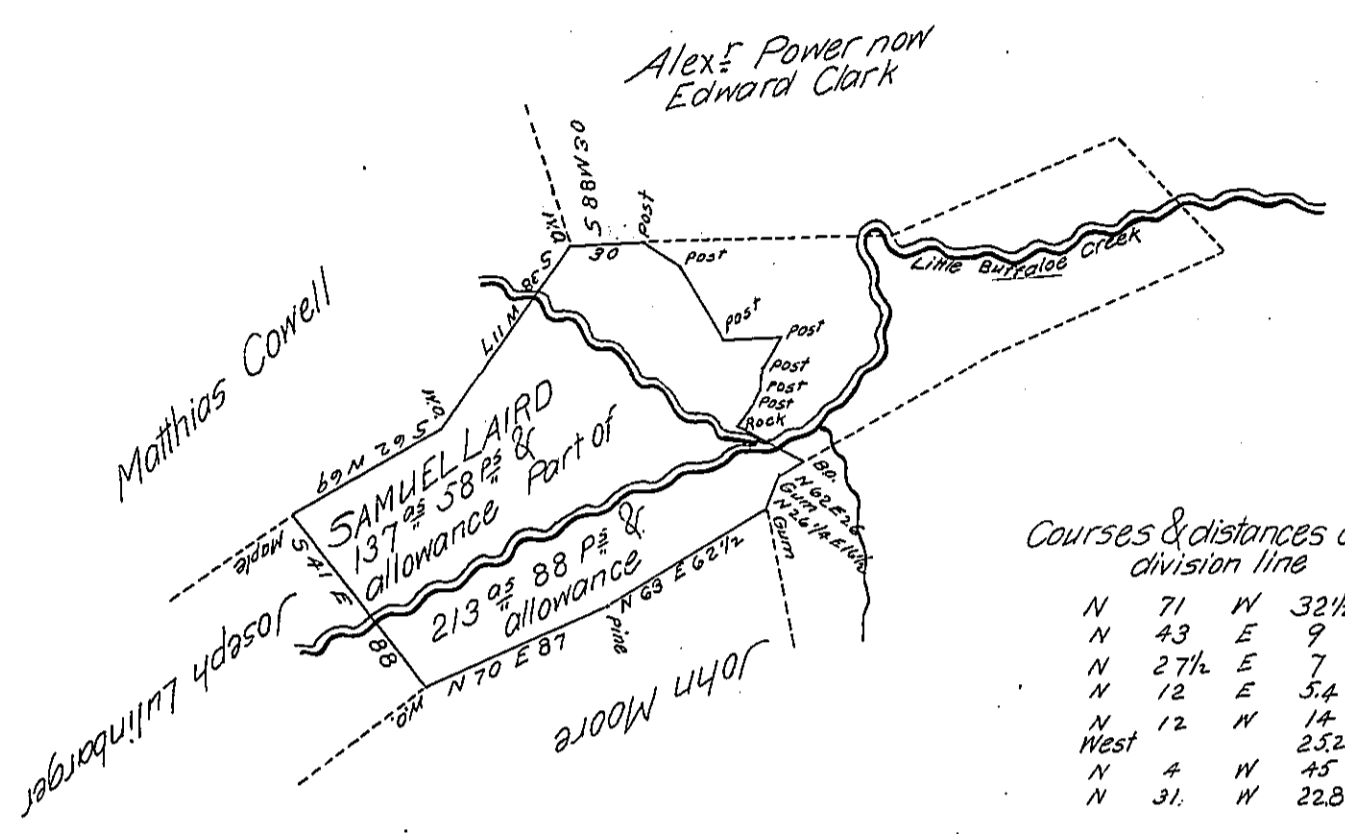 Alexr Power now
Edward Clark
S 88 W 30
W.O.
30
Post
Post
Post
Post
Post
Post
Post
Rock
Little Buffaloe Creek
Matthias Cowell
S 38 W 117
W.O.
S 62 W 69
SAMUEL LAIRD
137 as 58 ps &
allowance Part of
213 as 88 Ps &
allowance
Maple
S 41 E 88
Joseph Lulinbarger
W.O.
N 70 E 87
Pine
N 63 E 62½
John Moore
Gum
B.O.
N 62 E 26
Gum
Courses & distances
division line
N 71 W 32½
N 43 E 9
N 27½ E 7
N 12 E 5.4
N 12 W 14
West 25.2
N 4 W 45
N 31. W 22.8